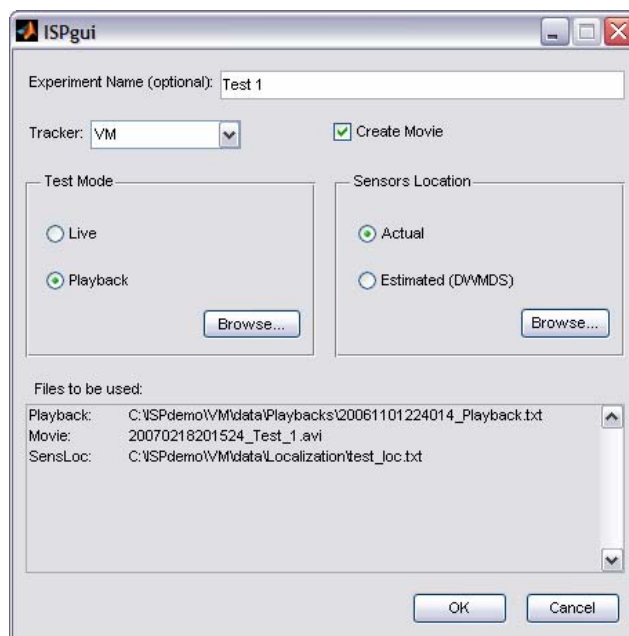 ISPgui
Experiment Name (optional): Test 1
Tracker: VM
Create Movie
Test Mode
Live
Playback
Browse...
Sensors Location
Actual
Estimated (DWMDS)
Browse...
Files to be used:
Playback: C:\ISPdemo\VM\data\Playbacks\20061101224014_Playback.txt
Movie: 20070218201524_Test_1.avi
SensLoc: C:\ISPdemo\VM\data\Localization\test_loc.txt
OK Cancel